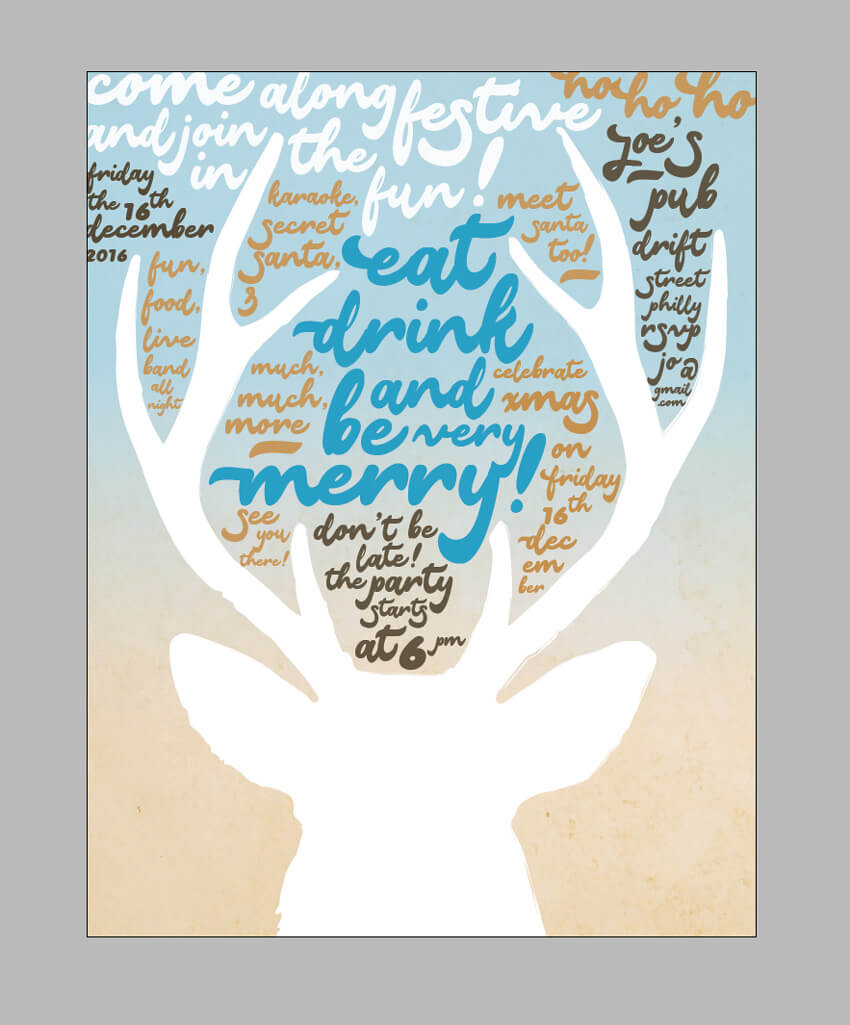 come along festive
and join the
in fun!
ho ho ho
friday
the 16th
december
2016
fun,
food,
live
band
all
night
karaoke,
secret
santa,
&
meet
santa
too!
Joe's
pub
drift
street
philly
rsvp
jo@
gmail
.com
eat
drink
and
be very
merry!
much,
much,
more
celebrate
xmas
on
friday
16th
dec
em
ber
see
you
there!
don't be
late!
the party
starts
at 6 pm